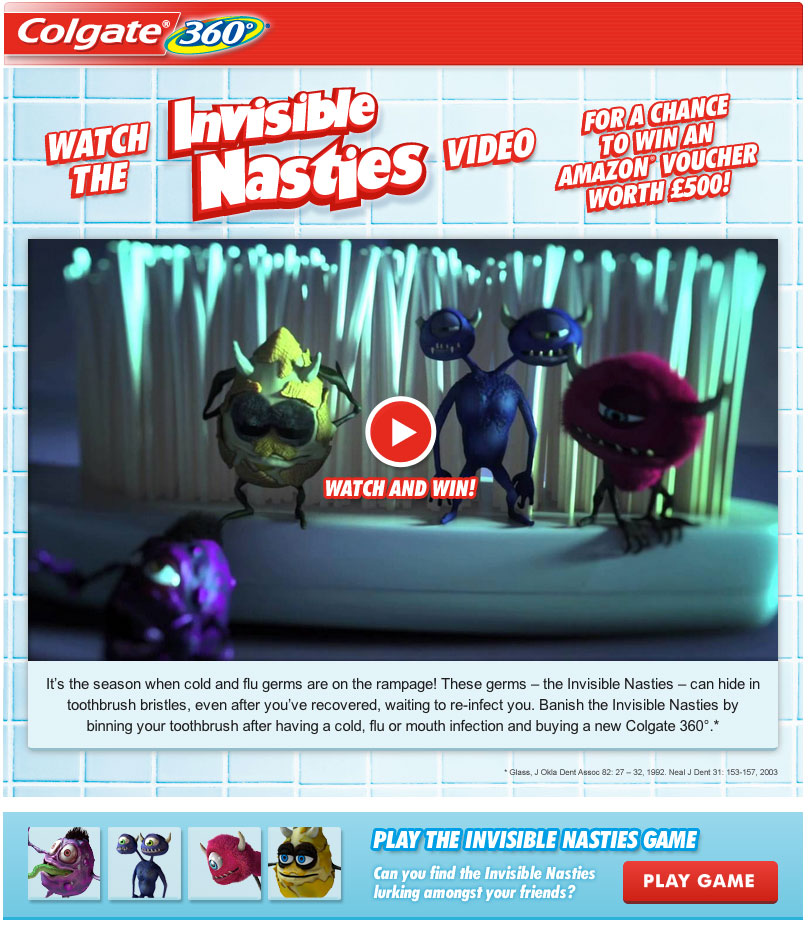 Colgate® 360°®
WATCH THE
Invisible Nasties
VIDEO
FOR A CHANCE
TO WIN AN
AMAZON® VOUCHER
WORTH £500!
WATCH AND WIN!
It’s the season when cold and flu germs are on the rampage! These germs – the Invisible Nasties – can hide in
toothbrush bristles, even after you’ve recovered, waiting to re-infect you. Banish the Invisible Nasties by
binning your toothbrush after having a cold, flu or mouth infection and buying a new Colgate 360°.*
* Glass, J Okla Dent Assoc 82: 27 – 32, 1992. Neal J Dent 31: 153-157, 2003
PLAY THE INVISIBLE NASTIES GAME
Can you find the Invisible Nasties
lurking amongst your friends?
PLAY GAME